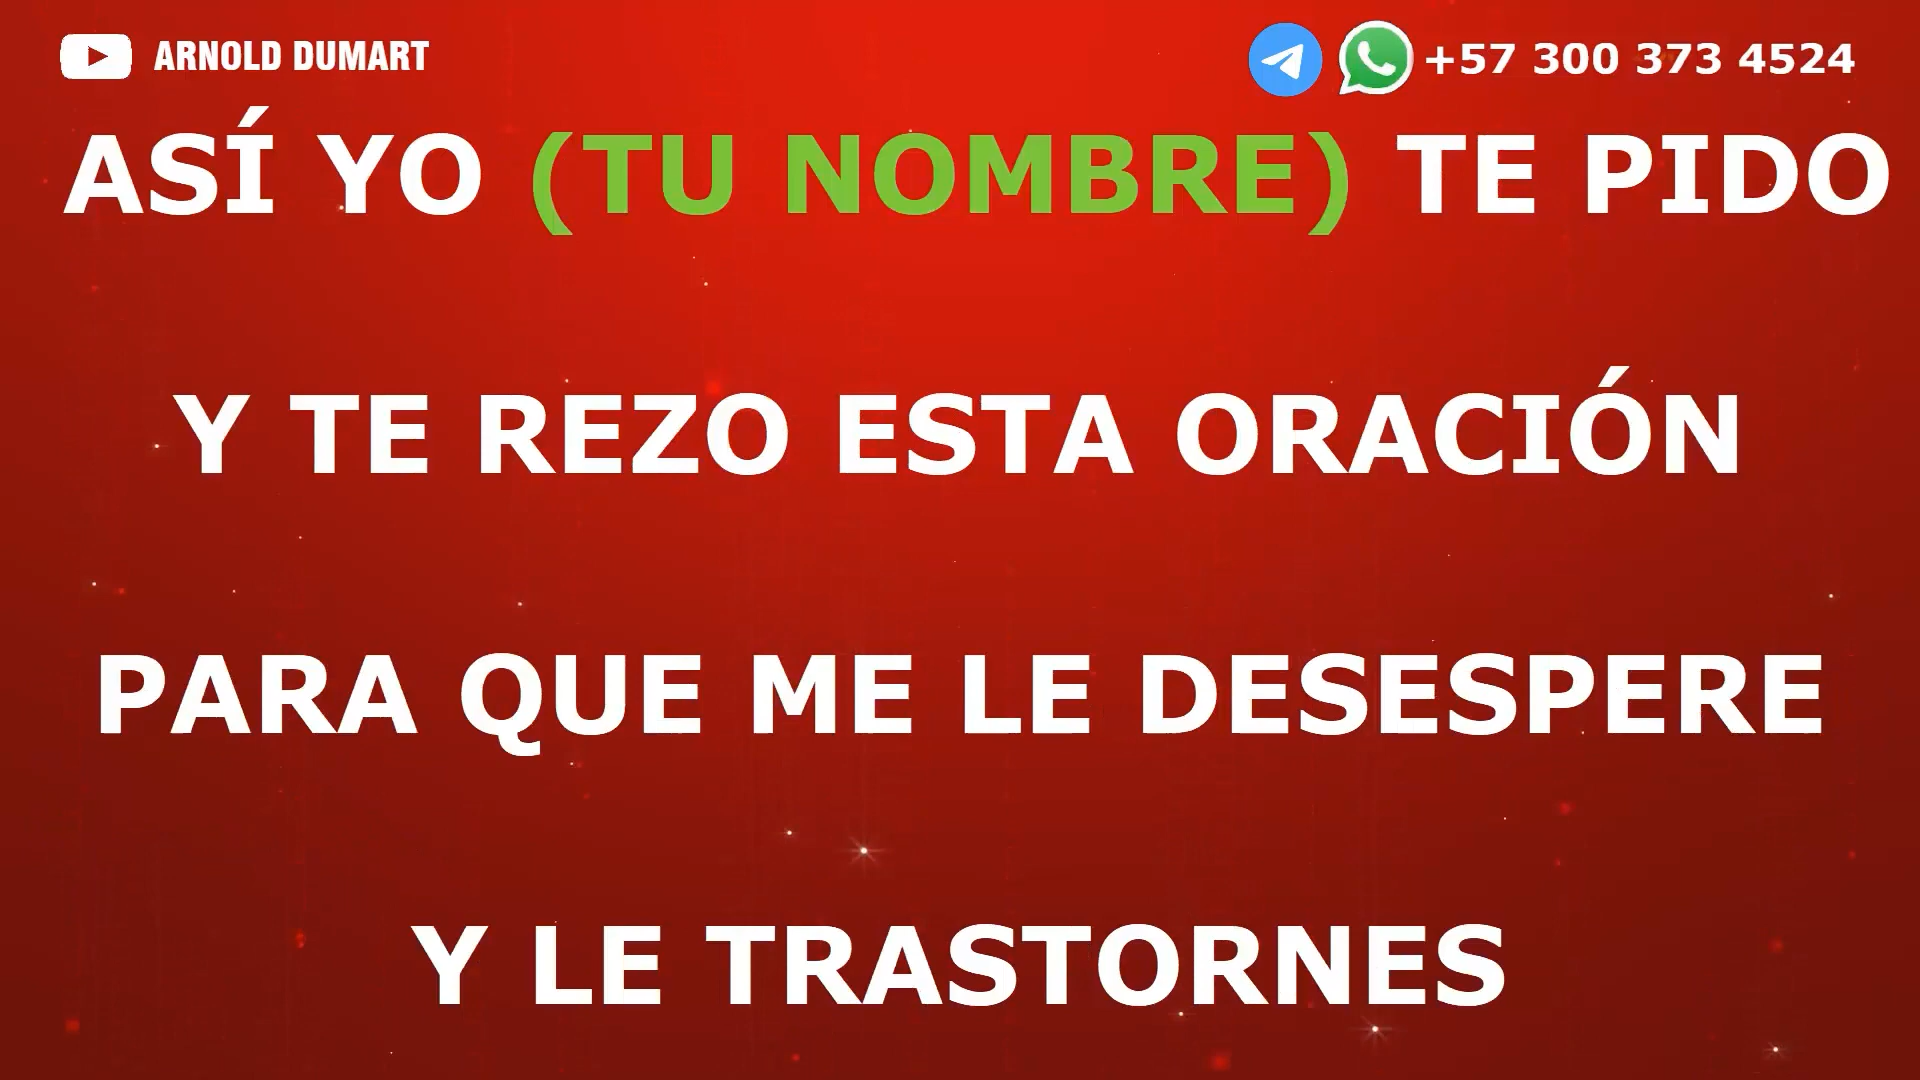 ARNOLD DUMART
+57 300 373 4524
ASÍ YO (TU NOMBRE) TE PIDO
Y TE REZO ESTA ORACIÓN
PARA QUE ME LE DESESPERE
Y LE TRASTORNES